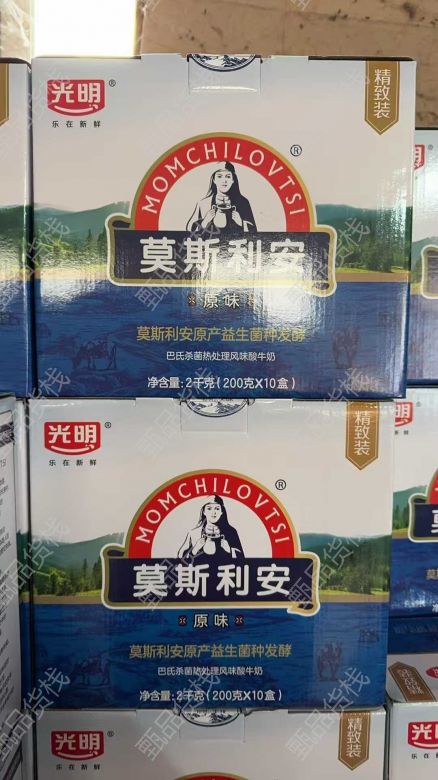 光明®
乐在新鲜
精致装
MOMCHILOVTSI
®
莫斯利安
原味
莫斯利安原产益生菌种发酵
巴氏杀菌热处理风味酸牛奶
净含量:2千克(200克X10盒)
光明®
乐在新鲜
精致装
MOMCHILOVTSI
®
莫斯利安
原味
莫斯利安原产益生菌种发酵
巴氏杀菌热处理风味酸牛奶
净含量:2千克(200克X10盒)
光明®
乐在新鲜
精致装
甄品货栈